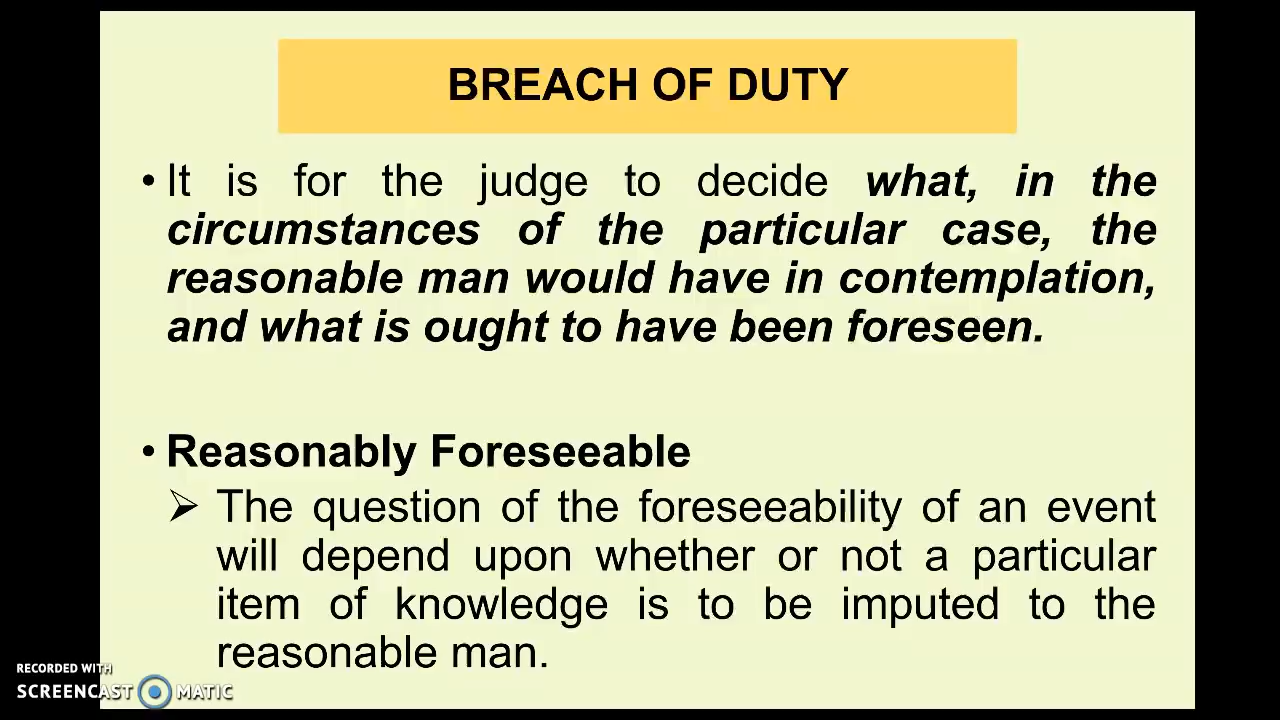 BREACH OF DUTY
• It is for the judge to decide what, in the
circumstances of the particular case, the
reasonable man would have in contemplation,
and what is ought to have been foreseen.
• Reasonably Foreseeable
➢ The question of the foreseeability of an event
will depend upon whether or not a particular
item of knowledge is to be imputed to the
reasonable man.
RECORDED WITH
SCREENCAST MATIC